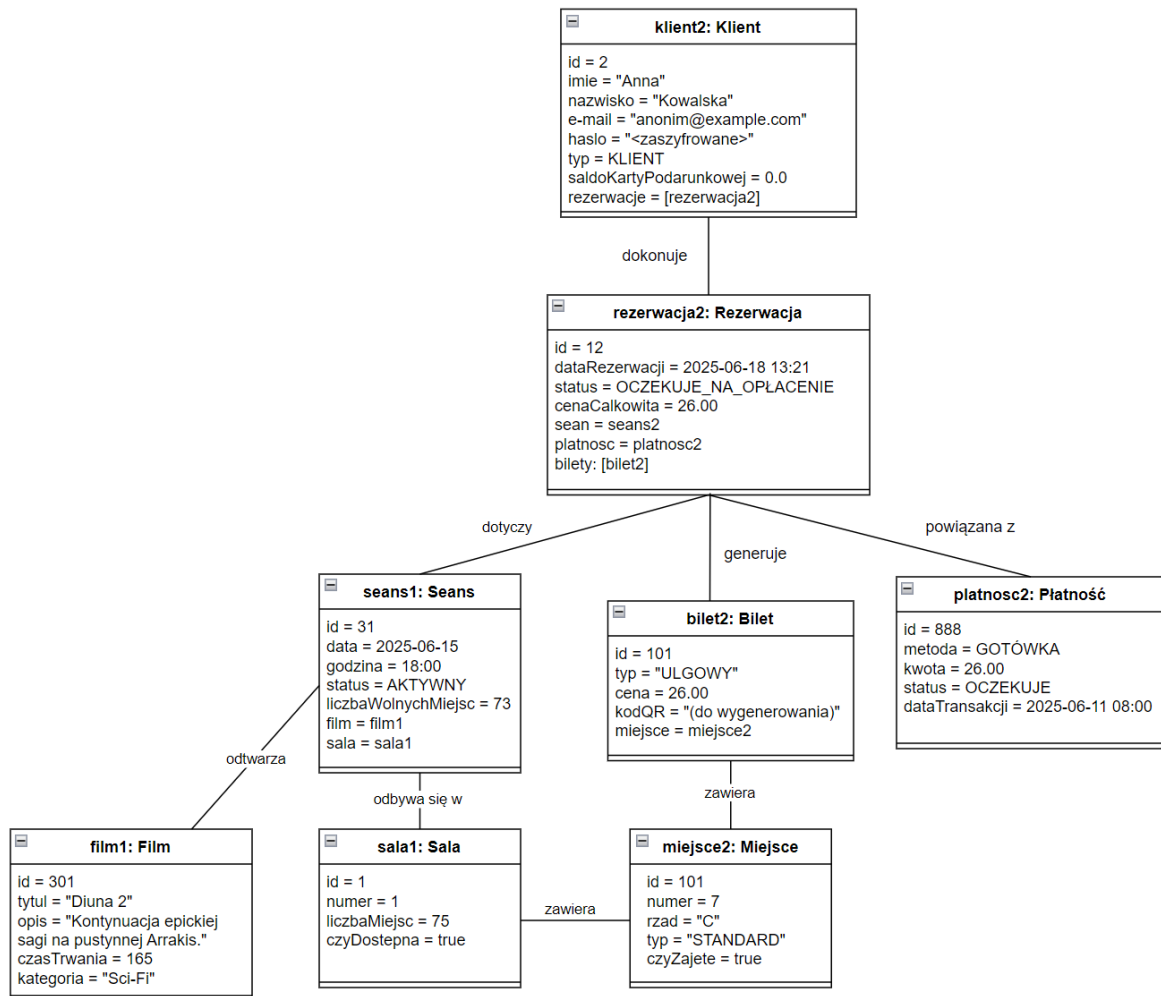 klient2: Klient
id = 2
imie = "Anna"
nazwisko = "Kowalska"
e-mail = "anonim@example.com"
haslo = "<zaszyfrowane>"
typ = KLIENT
saldoKartyPodarunkowej = 0.0
rezerwacje = [rezerwacja2]
dokonuje
rezerwacja2: Rezerwacja
id = 12
dataRezerwacji = 2025-06-18 13:21
status = OCZEKUJE_NA_OPŁACENIE
cenaCalkowita = 26.00
sean = seans2
platnosc = platnosc2
bilety: [bilet2]
dotyczy
generuje
powiązana z
seans1: Seans
id = 31
data = 2025-06-15
godzina = 18:00
status = AKTYWNY
liczbaWolnychMiejsc = 73
film = film1
sala = sala1
bilet2: Bilet
id = 101
typ = "ULGOWY"
cena = 26.00
kodQR = "(do wygenerowania)"
miejsce = miejsce2
platnosc2: Płatność
id = 888
metoda = GOTÓWKA
kwota = 26.00
status = OCZEKUJE
dataTransakcji = 2025-06-11 08:00
odtwarza
odbywa się w
zawiera
film1: Film
id = 301
tytul = "Diuna 2"
opis = "Kontynuacja epickiej
sagi na pustynnej Arrakis."
czasTrwania = 165
kategoria = "Sci-Fi"
sala1: Sala
id = 1
numer = 1
liczbaMiejsc = 75
czyDostepna = true
zawiera
miejsce2: Miejsce
id = 101
numer = 7
rzad = "C"
typ = "STANDARD"
czyZajete = true